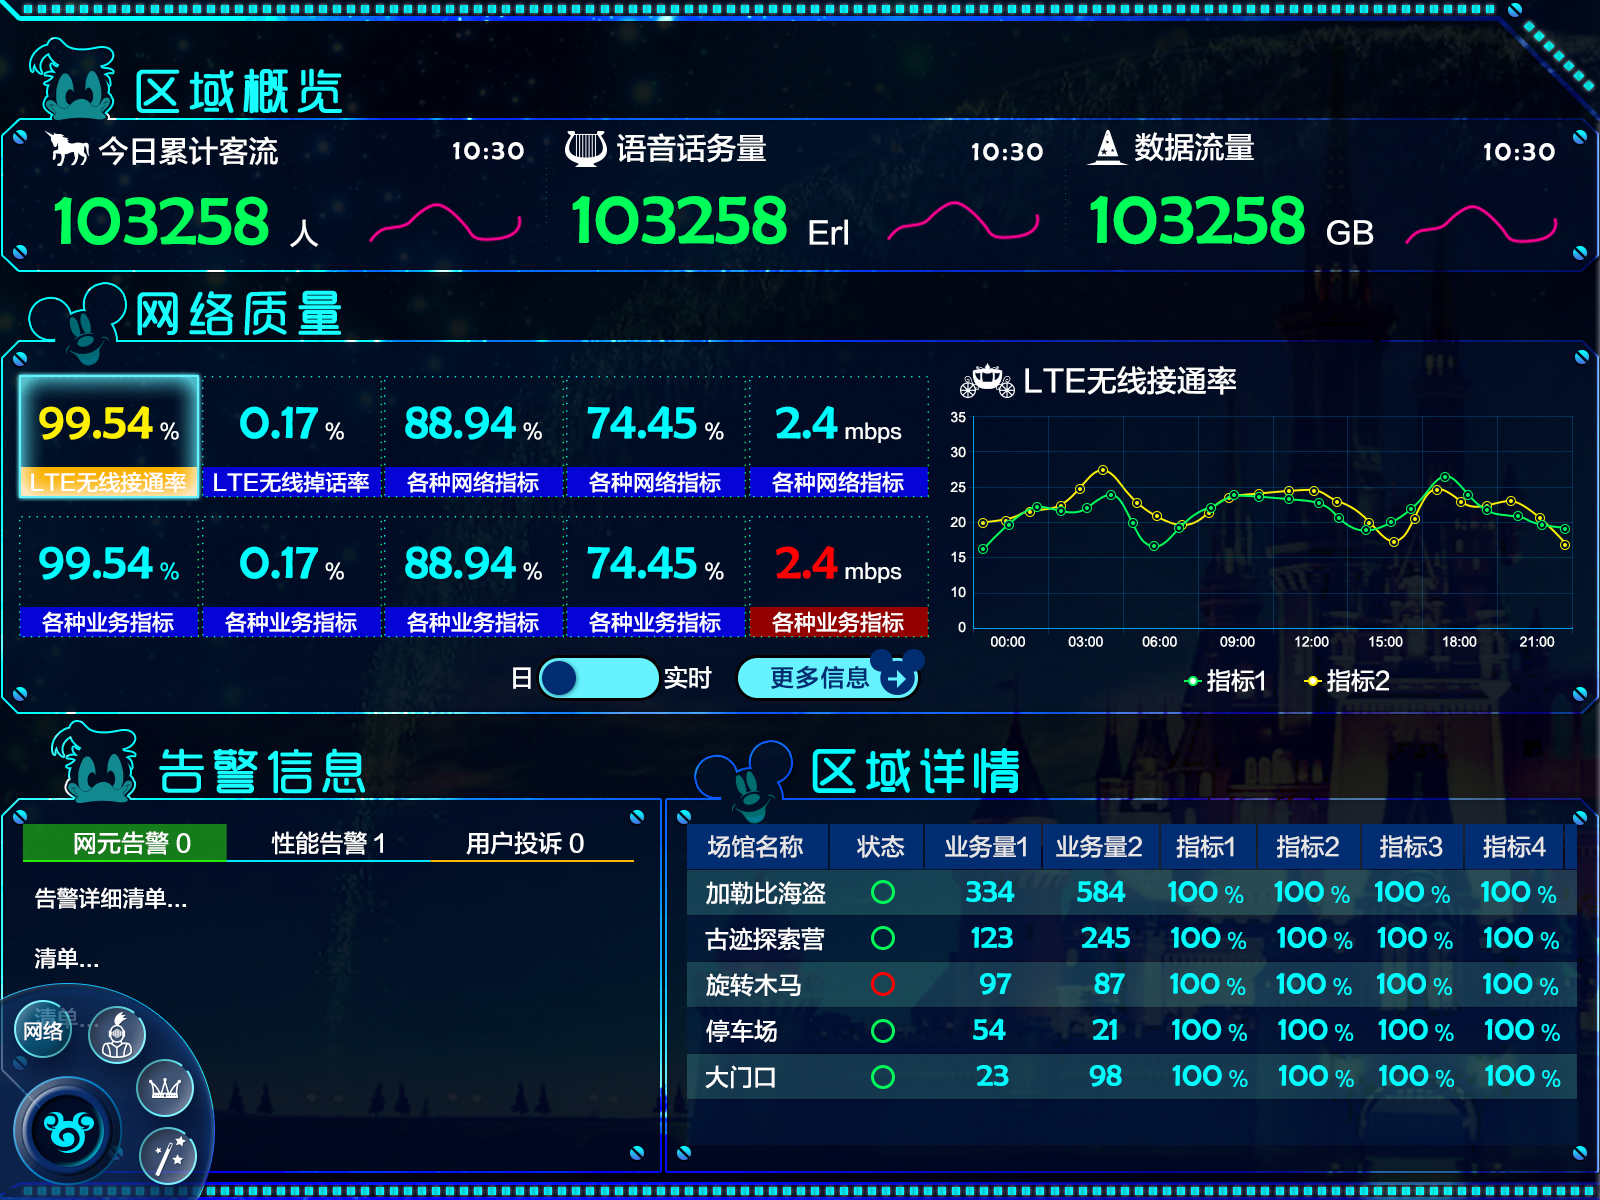 区域概览
今日累计客流 10:30
103258 人
语音话务量 10:30
103258 Erl
数据流量 10:30
103258 GB
网络质量
99.54 %
LTE无线接通率
0.17 %
LTE无线掉话率
88.94 %
各种网络指标
74.45 %
各种网络指标
2.4 mbps
各种网络指标
99.54 %
各种业务指标
0.17 %
各种业务指标
88.94 %
各种业务指标
74.45 %
各种业务指标
2.4 mbps
各种业务指标
日 实时
更多信息
LTE无线接通率
35
30
25
20
15
10
0
00:00 03:00 06:00 09:00 12:00 15:00 18:00 21:00
指标1 指标2
告警信息
网元告警 0 性能告警 1 用户投诉 0
告警详细清单...
清单...
清单...
网络
区域详情
场馆名称 状态 业务量1 业务量2 指标1 指标2 指标3 指标4
加勒比海盗 334 584 100 % 100 % 100 % 100 %
古迹探索营 123 245 100 % 100 % 100 % 100 %
旋转木马 97 87 100 % 100 % 100 % 100 %
停车场 54 21 100 % 100 % 100 % 100 %
大门口 23 98 100 % 100 % 100 % 100 %